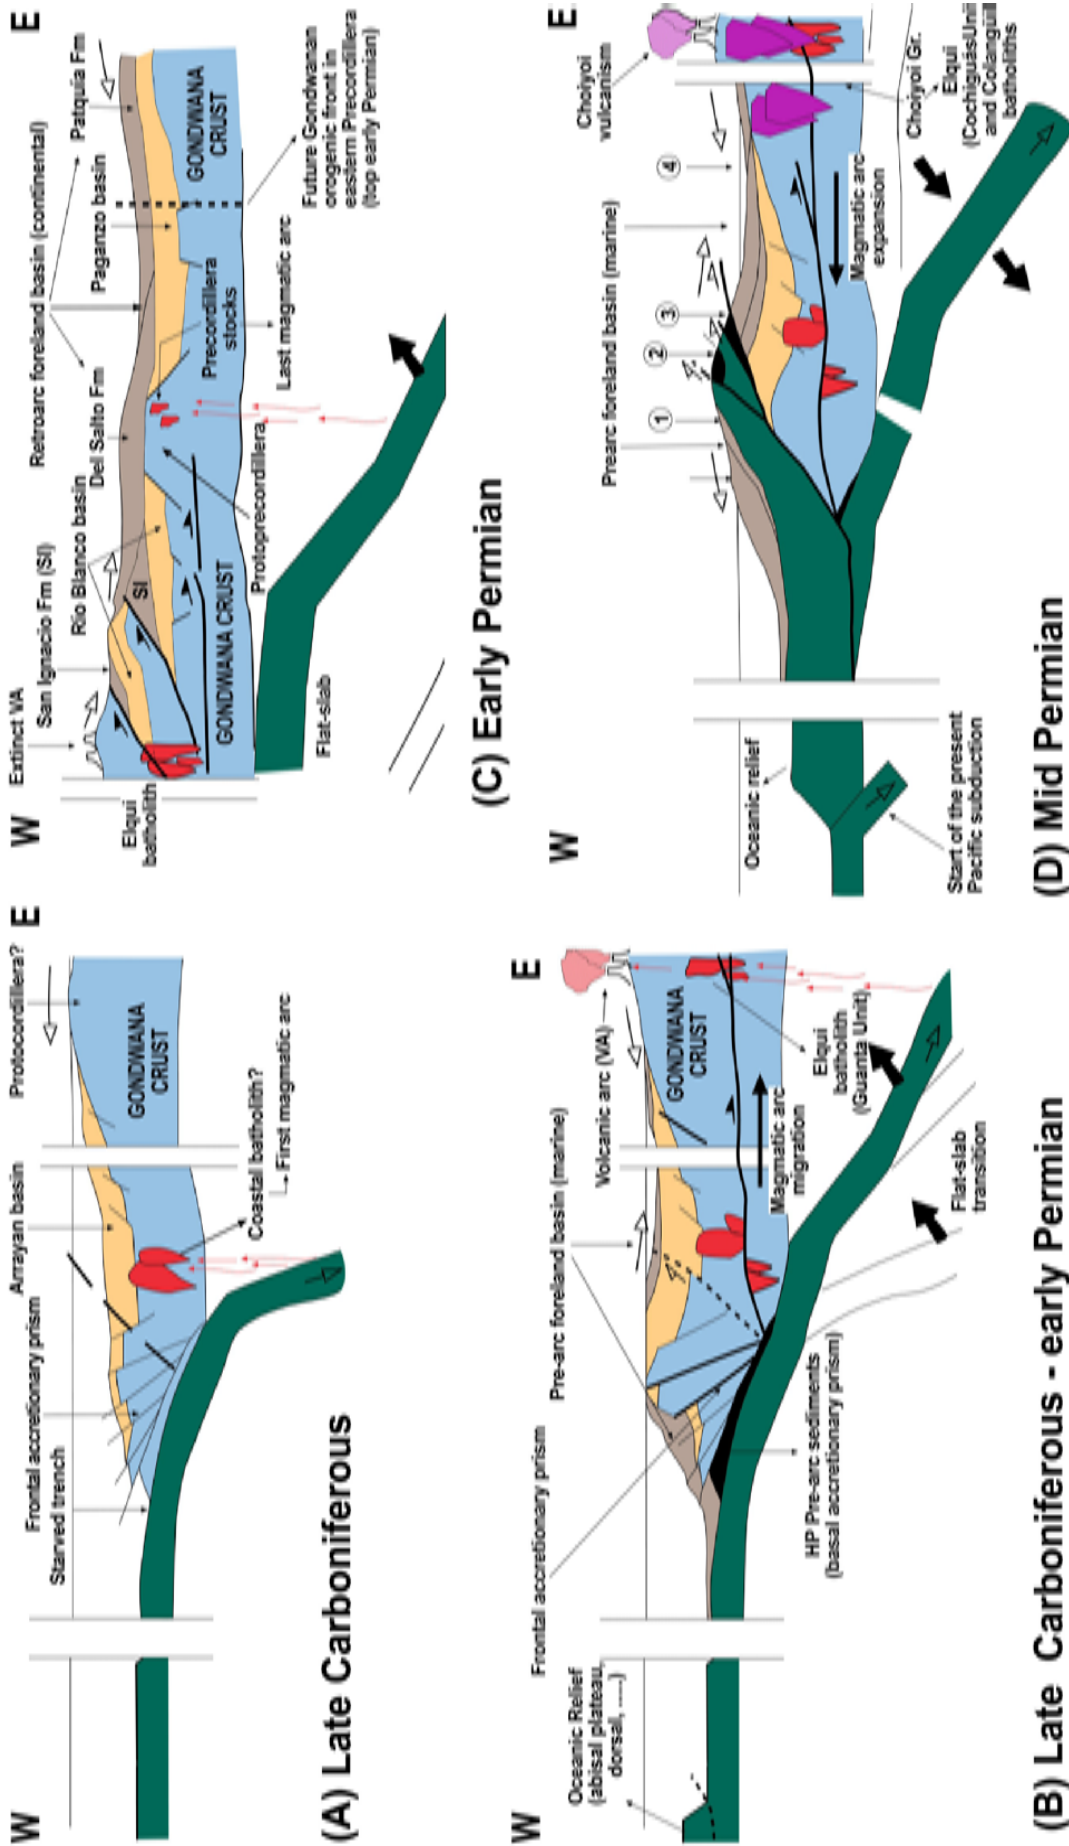 W
E
Protocordillera?
Arrayan basin
Frontal accretionary prism
Starved trench
GONDWANA
CRUST
Coastal batholith?
First magmatic arc
(A) Late Carboniferous
W
E
Oceanic Relief
(abisal plateau,
dorsal, ----)
Frontal accretionary prism
Pre-arc foreland basin (marine)
Volcanic arc (VA)
GONDWANA
CRUST
Magmatic arc
migration
Elqui
batholith
(Guanta Unit)
HP Pre-arc sediments
(basal accretionary prism)
Flat-slab
transition
(B) Late Carboniferous - early Permian
W
E
Extinct VA
San Ignacio Fm (SI)
Río Blanco basin
Retroarc foreland basin (continental)
Del Salto Fm
Paganzo basin
Patquía Fm
SI
GONDWANA
CRUST
GONDWANA CRUST
Elqui
batholith
Precordillera
stocks
Last magmatic arc
Protoprecordillera
Flat-slab
Future Gondwanan
orogenic front in
eastern Precordillera
(top early Permian)
(C) Early Permian
W
E
Choiyoi
vulcanism
Prearc foreland basin (marine)
1
2
3
4
Oceanic relief
Magmatic arc
expansion
Choiyoi Gr.
Elqui
(CochiguásUnit)
and Colangüil
batholiths
Start of the present
Pacific subduction
(D) Mid Permian